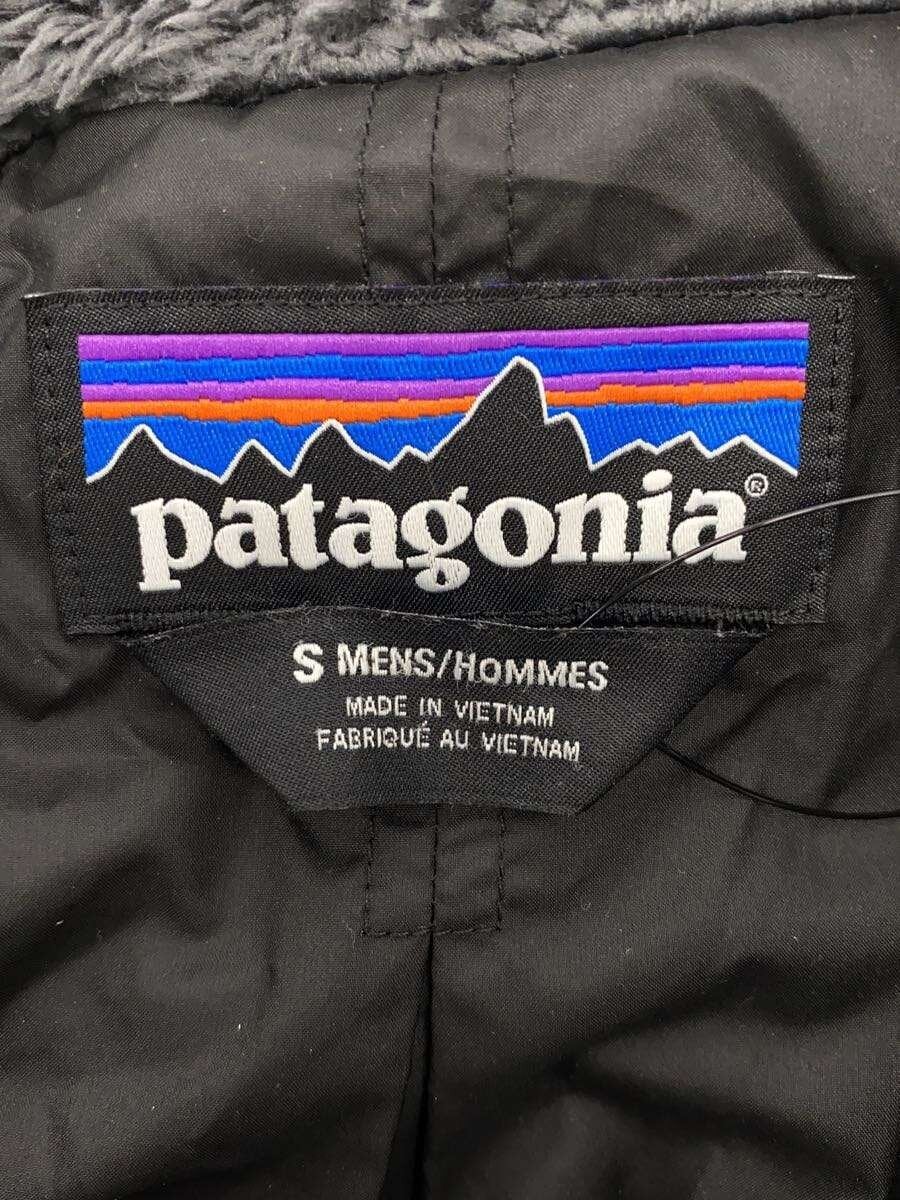 patagonia®
S MENS/HOMMES
MADE IN VIETNAM
FABRIQUÉ AU VIETNAM